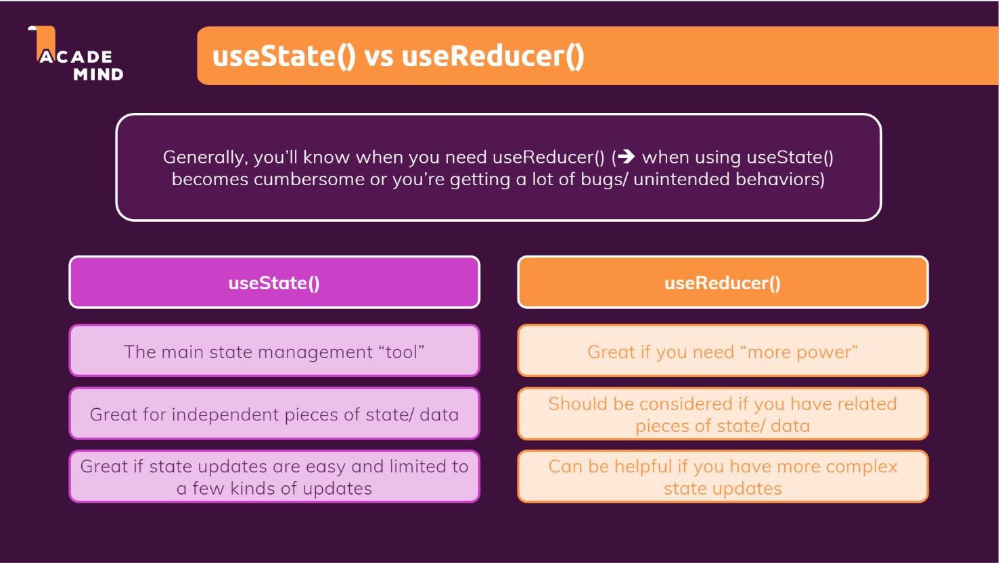 ACADE
MIND
useState() vs useReducer()
Generally, you’ll know when you need useReducer() (➔ when using useState()
becomes cumbersome or you’re getting a lot of bugs/ unintended behaviors)
useState()
useReducer()
The main state management “tool”
Great if you need “more power”
Great for independent pieces of state/ data
Should be considered if you have related
pieces of state/ data
Great if state updates are easy and limited to
a few kinds of updates
Can be helpful if you have more complex
state updates